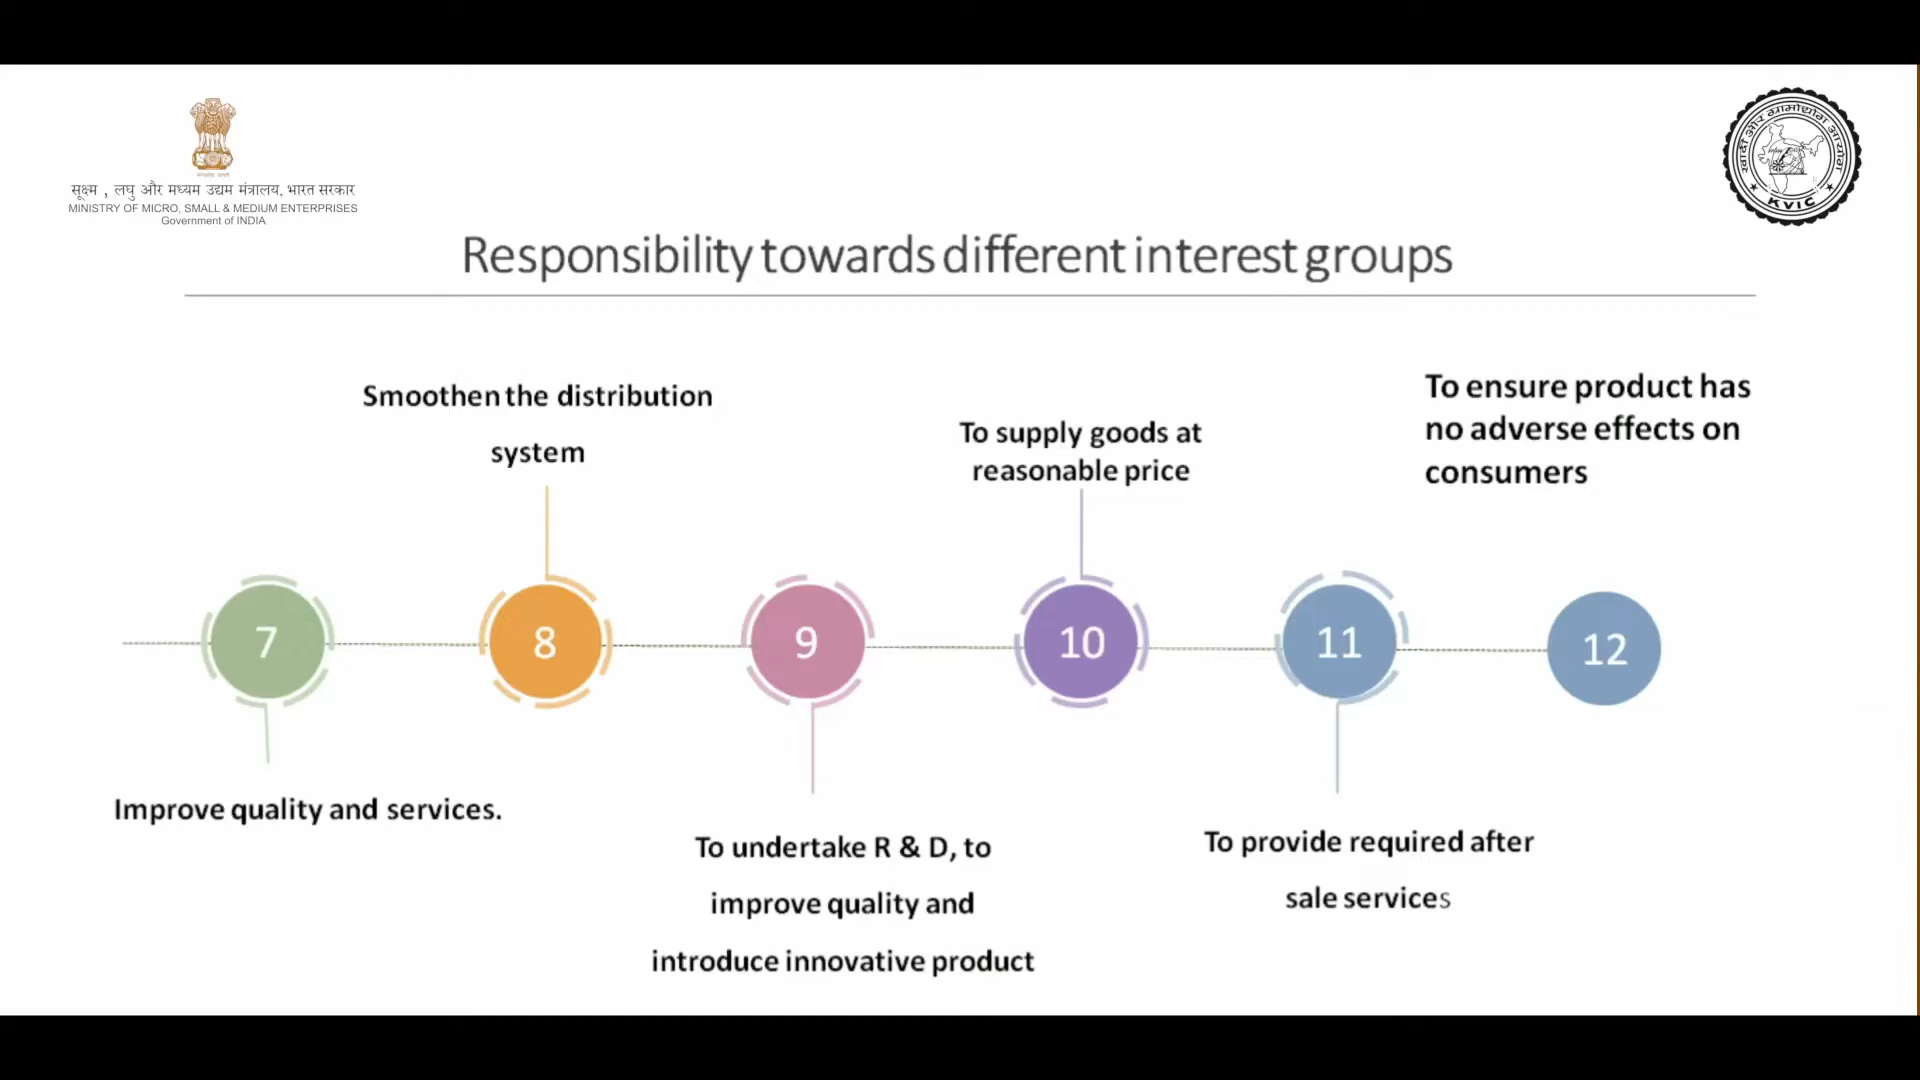 सूक्ष्म , लघु और मध्यम उद्यम मंत्रालय, भारत सरकार
MINISTRY OF MICRO, SMALL & MEDIUM ENTERPRISES
Government of INDIA
खादी और ग्रामोद्योग आयोग
KVIC
Responsibility towards different interest groups
Smoothen the distribution
system
To supply goods at
reasonable price
To ensure product has
no adverse effects on
consumers
7
8
9
10
11
12
Improve quality and services.
To undertake R & D, to
improve quality and
introduce innovative product
To provide required after
sale services